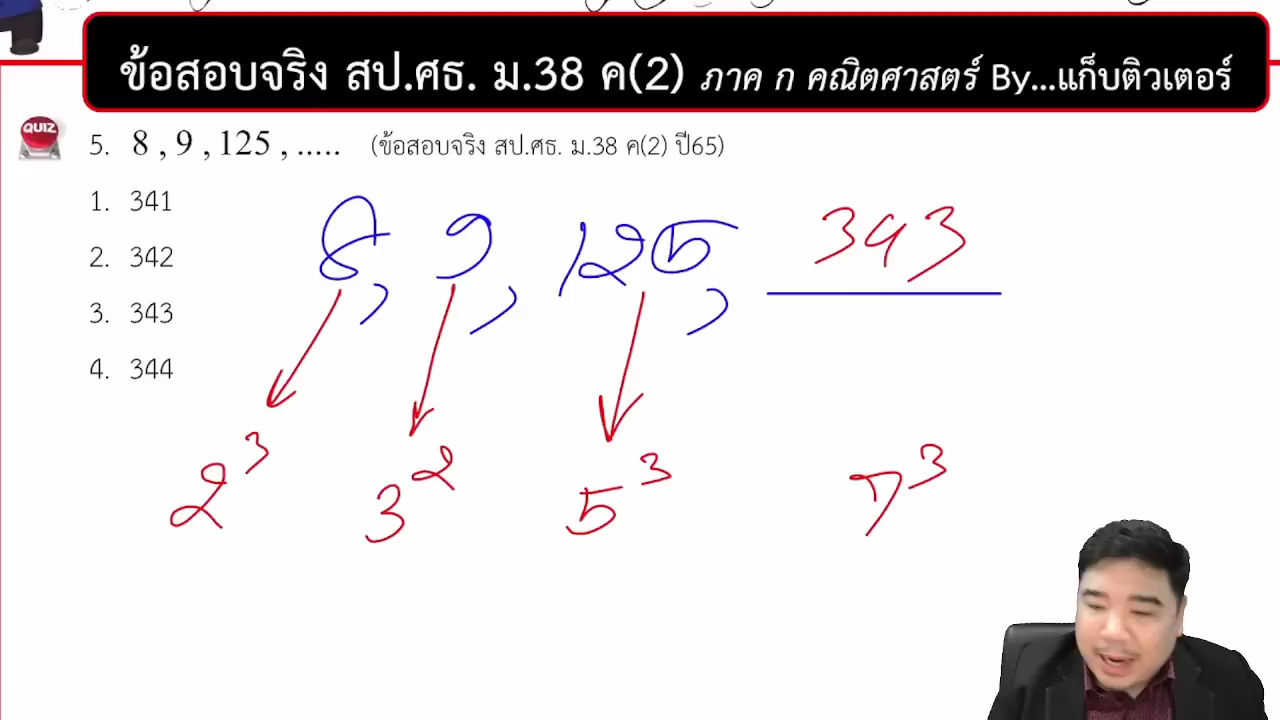 ข้อสอบจริง สป.ศธ. ม.38 ค(2) ภาค ก คณิตศาสตร์ By...แก็บติวเตอร์
QUIZ
5. 8 , 9 , 125 , ..... (ข้อสอบจริง สป.ศธ. ม.38 ค(2) ปี65)
1. 341
2. 342
3. 343
4. 344
8, 9, 125, 343
2³ 3² 5³ 7³